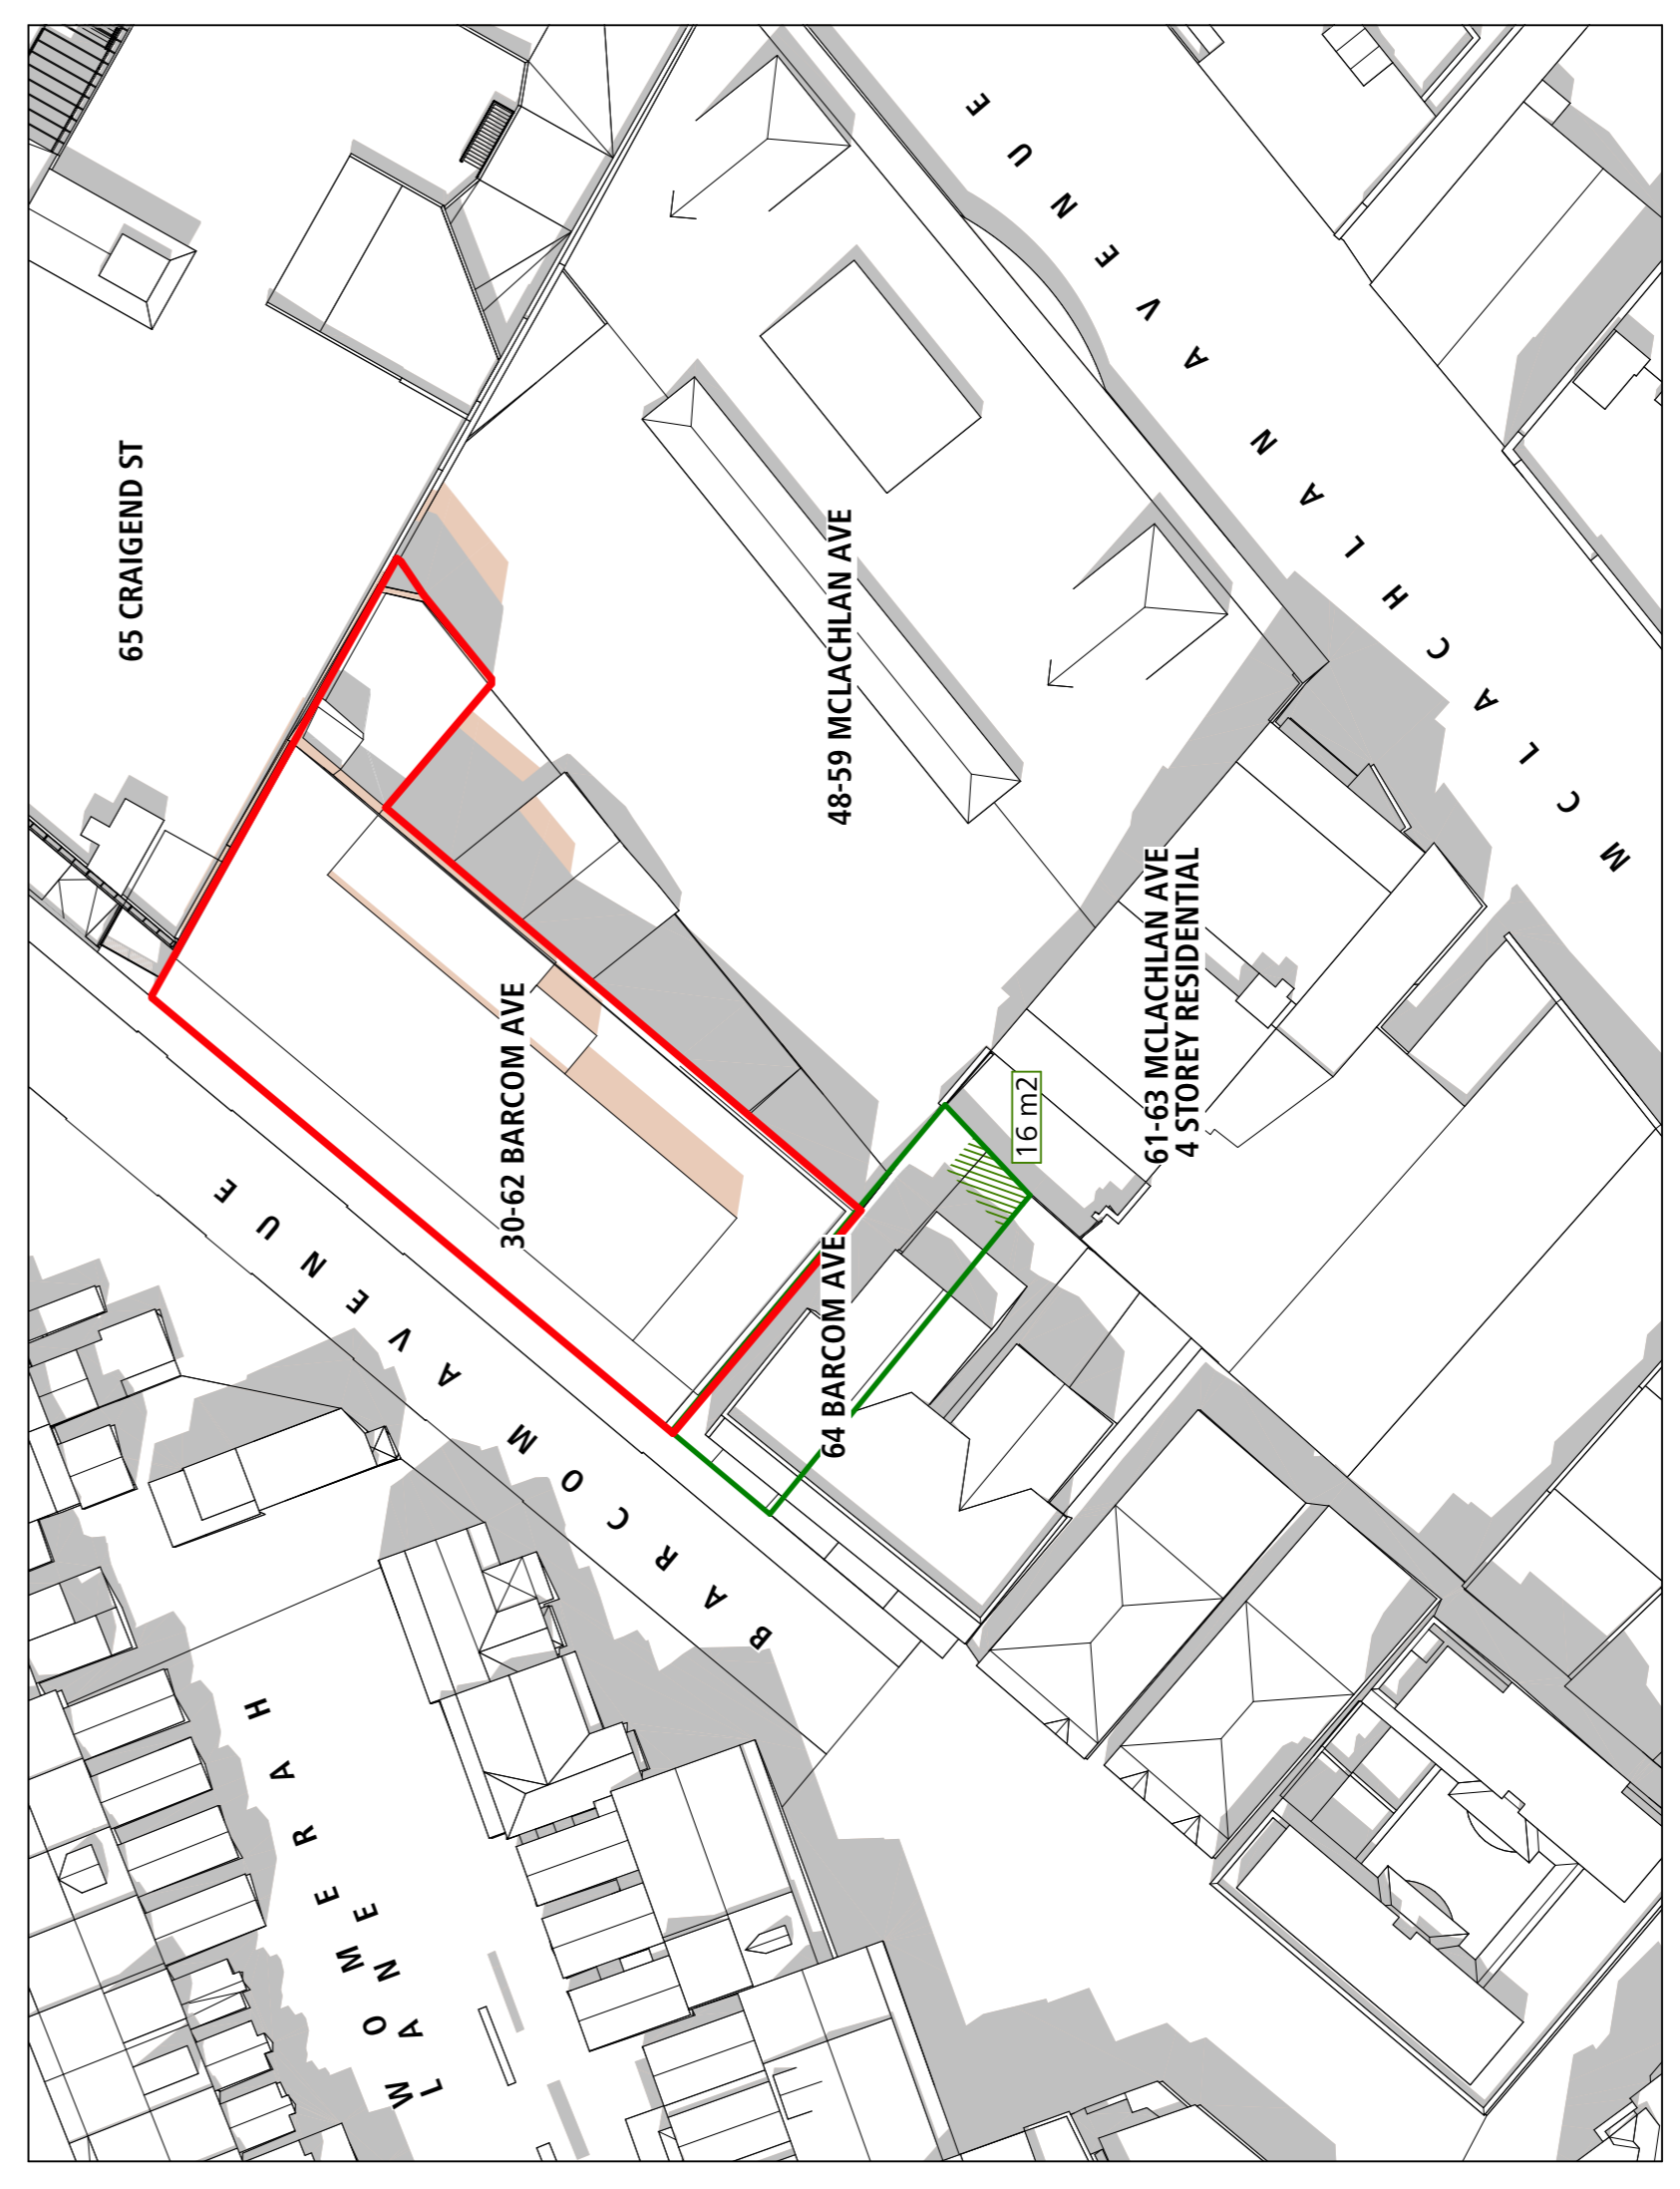 65 CRAIGEND ST
48-59 MCLACHLAN AVE
30-62 BARCOM AVE
61-63 MCLACHLAN AVE
4 STOREY RESIDENTIAL
16 m2
64 BARCOM AVE
MCLACHLAN AVENUE
BARCOM AVENUE
WOOMERAH
LANE